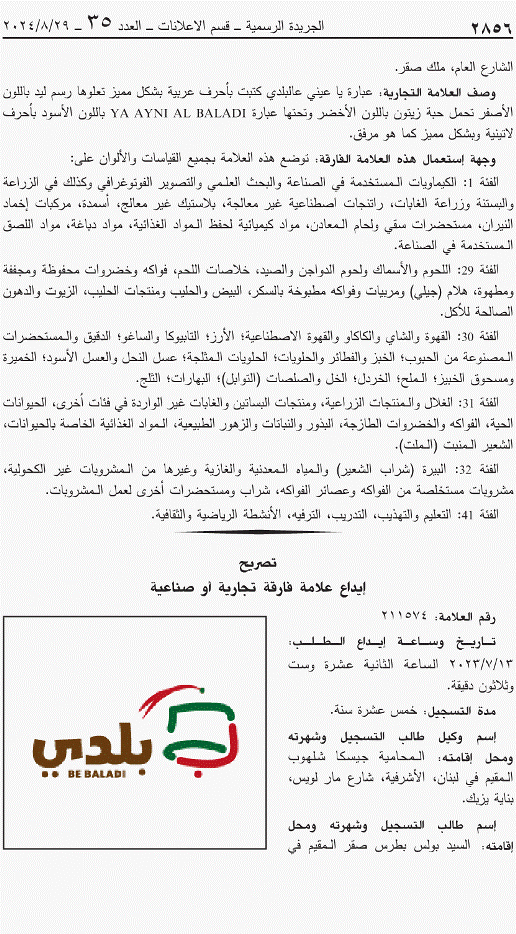 ٢٨٥٦ الجريدة الرسمية ــ قسم الاعلانات ــ العدد ٣٥ ــ ٢٠٢٤/٨/٢٩
الشارع العام، ملك صقر.
وصف العلامة التجارية: عبارة يا عيني عالبلدي كتبت بأحرف عربية بشكل مميز تعلوها رسم ليد باللون
الأصفر تحمل حبة زيتون باللون الأخضر وتحتها عبارة YA AYNI AL BALADI باللون الأسود بأحرف
لاتينية وبشكل مميز كما هو مرفق.
وجهة إستعمال هذه العلامة الفارقة: توضع هذه العلامة بجميع القياسات والألوان على:
الفئة 1: الكيماويات المستخدمة في الصناعة والبحث العلمي والتصوير الفوتوغرافي وكذلك في الزراعة
والبستنة وزراعة الغابات، راتنجات اصطناعية غير معالجة، بلاستيك غير معالج، أسمدة، مركبات إخماد
النيران، مستحضرات سقي ولحام المعادن، مواد كيميائية لحفظ المواد الغذائية، مواد دباغة، مواد اللصق
المستخدمة في الصناعة.
الفئة 29: اللحوم والأسماك ولحوم الدواجن والصيد، خلاصات اللحم، فواكه وخضروات محفوظة ومجففة
ومطهوة، هلام (جيلي) ومربيات وفواكه مطبوخة بالسكر، البيض والحليب ومنتجات الحليب، الزيوت والدهون
الصالحة للأكل.
الفئة 30: القهوة والشاي والكاكاو والقهوة الاصطناعية؛ الأرز؛ التابيوكا والساغو؛ الدقيق والمستحضرات
المصنوعة من الحبوب؛ الخبز والفطائر والحلويات؛ الحلويات المثلجة؛ عسل النحل والعسل الأسود؛ الخميرة
ومسحوق الخبيز؛ الملح؛ الخردل؛ الخل والصلصات (التوابل)؛ البهارات؛ الثلج.
الفئة 31: الغلال والمنتجات الزراعية، ومنتجات البساتين والغابات غير الواردة في فئات أخرى، الحيوانات
الحية، الفواكه والخضروات الطازجة، البذور والنباتات والزهور الطبيعية، المواد الغذائية الخاصة بالحيوانات،
الشعير المنبت (الملت).
الفئة 32: البيرة (شراب الشعير) والمياه المعدنية والغازية وغيرها من المشروبات غير الكحولية،
مشروبات مستخلصة من الفواكه وعصائر الفواكه، شراب ومستحضرات أخرى لعمل المشروبات.
الفئة 41: التعليم والتهذيب، التدريب، الترفيه، الأنشطة الرياضية والثقافية.
تصريح
إيداع علامة فارقة تجارية أو صناعية
رقم العلامة: ٢١١٥٧٤
تاريخ وساعة إيداع الطلب:
٢٠٢٣/٧/١٣ الساعة الثانية عشرة وست
وثلاثون دقيقة.
مدة التسجيل: خمس عشرة سنة.
إسم وكيل طالب التسجيل وشهرته
ومحل إقامته: المحامية جيسكا شلهوب
المقيم في لبنان، الأشرفية، شارع مار لويس،
بناية يزبك.
إسم طالب التسجيل وشهرته ومحل
إقامته: السيد بولس بطرس صقر المقيم في
بلدي
BE BALADI